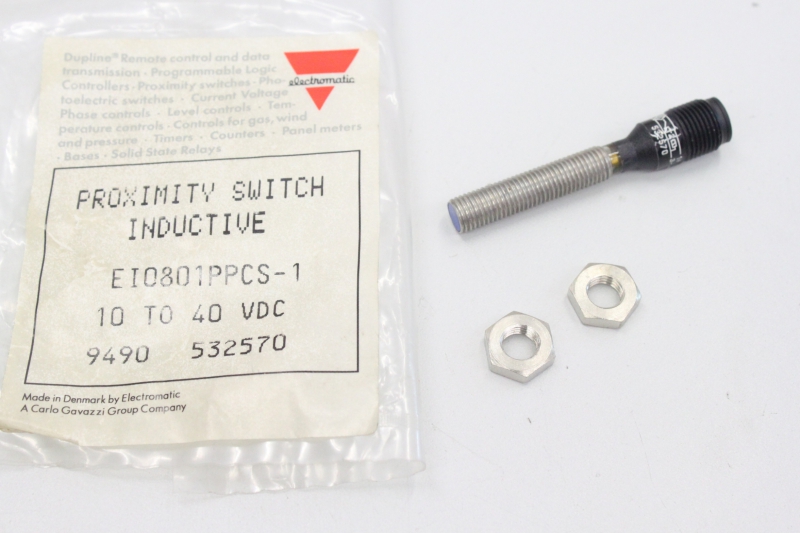 Dupline® Remote control and data
transmission - Programmable Logic
Controllers - Proximity switches - Pho-
toelectric switches - Current Voltage
Phase controls - Level controls - Tem-
perature controls - Controls for gas, wind
and pressure - Timers - Counters - Panel meters
- Bases - Solid State Relays
electromatic
PROXIMITY SWITCH
INDUCTIVE
EI0801PPCS-1
10 TO 40 VDC
9490 532570
Made in Denmark by Electromatic
A Carlo Gavazzi Group Company
532570